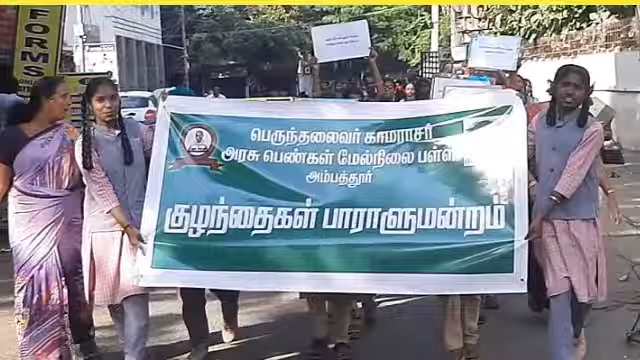 FORMS
பெருந்தலைவர் காமராசர்
அரசு பெண்கள் மேல்நிலை பள்ளி
அம்பத்தூர்
குழந்தைகள் பாராளுமன்றம்